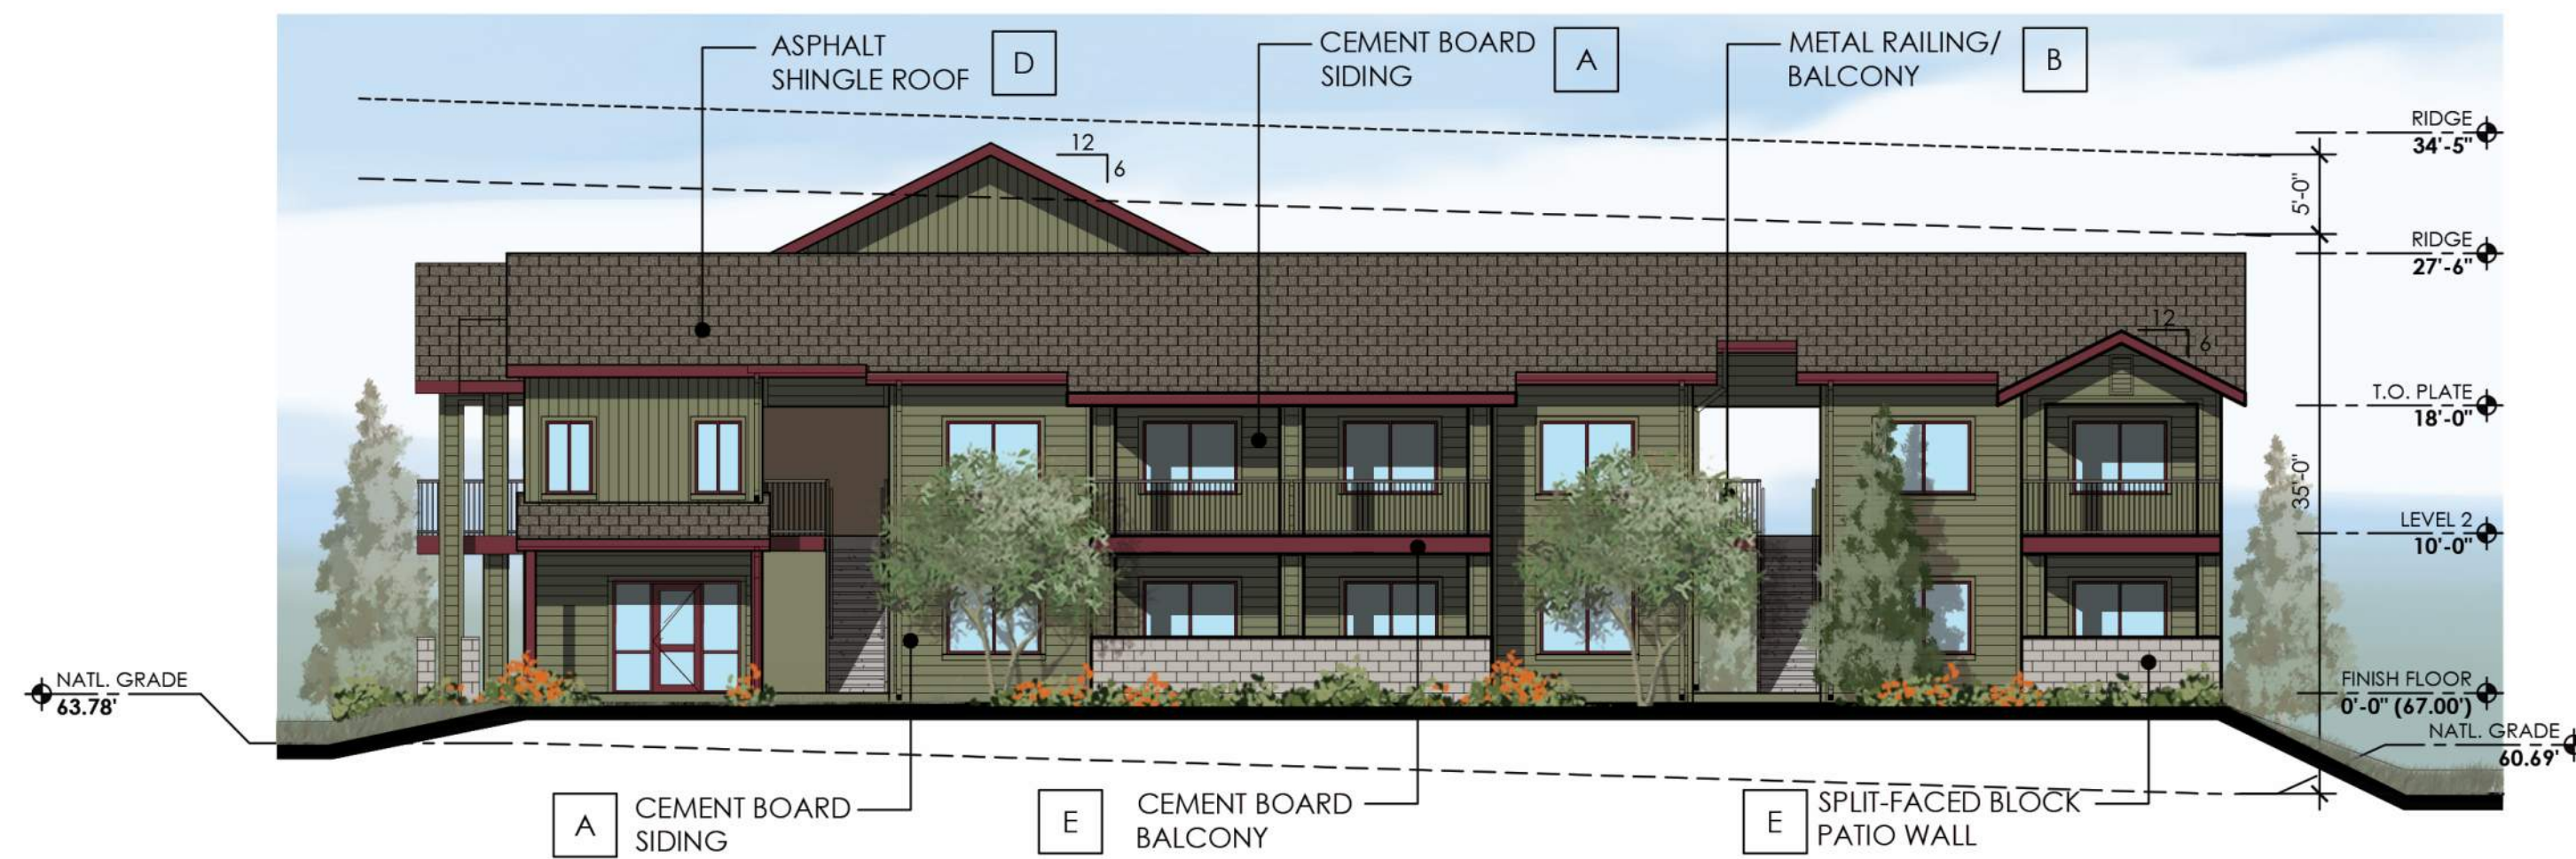 ASPHALT
SHINGLE ROOF
D
CEMENT BOARD
SIDING
A
METAL RAILING/
BALCONY
B
12
6
RIDGE
34'-5"
5'-0"
RIDGE
27'-6"
12
6
T.O. PLATE
18'-0"
35'-0"
LEVEL 2
10'-0"
NATL. GRADE
63.78'
FINISH FLOOR
0'-0" (67.00')
NATL. GRADE
60.69'
A
CEMENT BOARD
SIDING
E
CEMENT BOARD
BALCONY
E
SPLIT-FACED BLOCK
PATIO WALL